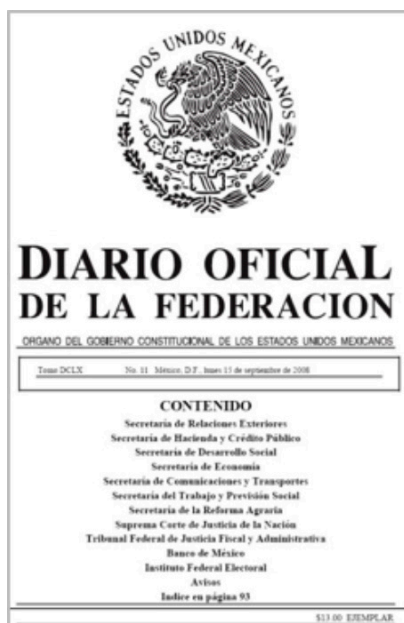 ESTADOS UNIDOS MEXICANOS
DIARIO OFICIAL
DE LA FEDERACION
ORGANO DEL GOBIERNO CONSTITUCIONAL DE LOS ESTADOS UNIDOS MEXICANOS
Tomo DCLX No. 11 México, D.F., lunes 15 de septiembre de 2008
CONTENIDO
Secretaría de Relaciones Exteriores
Secretaría de Hacienda y Crédito Público
Secretaría de Desarrollo Social
Secretaría de Economía
Secretaría de Comunicaciones y Transportes
Secretaría del Trabajo y Previsión Social
Secretaría de la Reforma Agraria
Suprema Corte de Justicia de la Nación
Tribunal Federal de Justicia Fiscal y Administrativa
Banco de México
Instituto Federal Electoral
Avisos
Indice en página 93
$13.00 EJEMPLAR